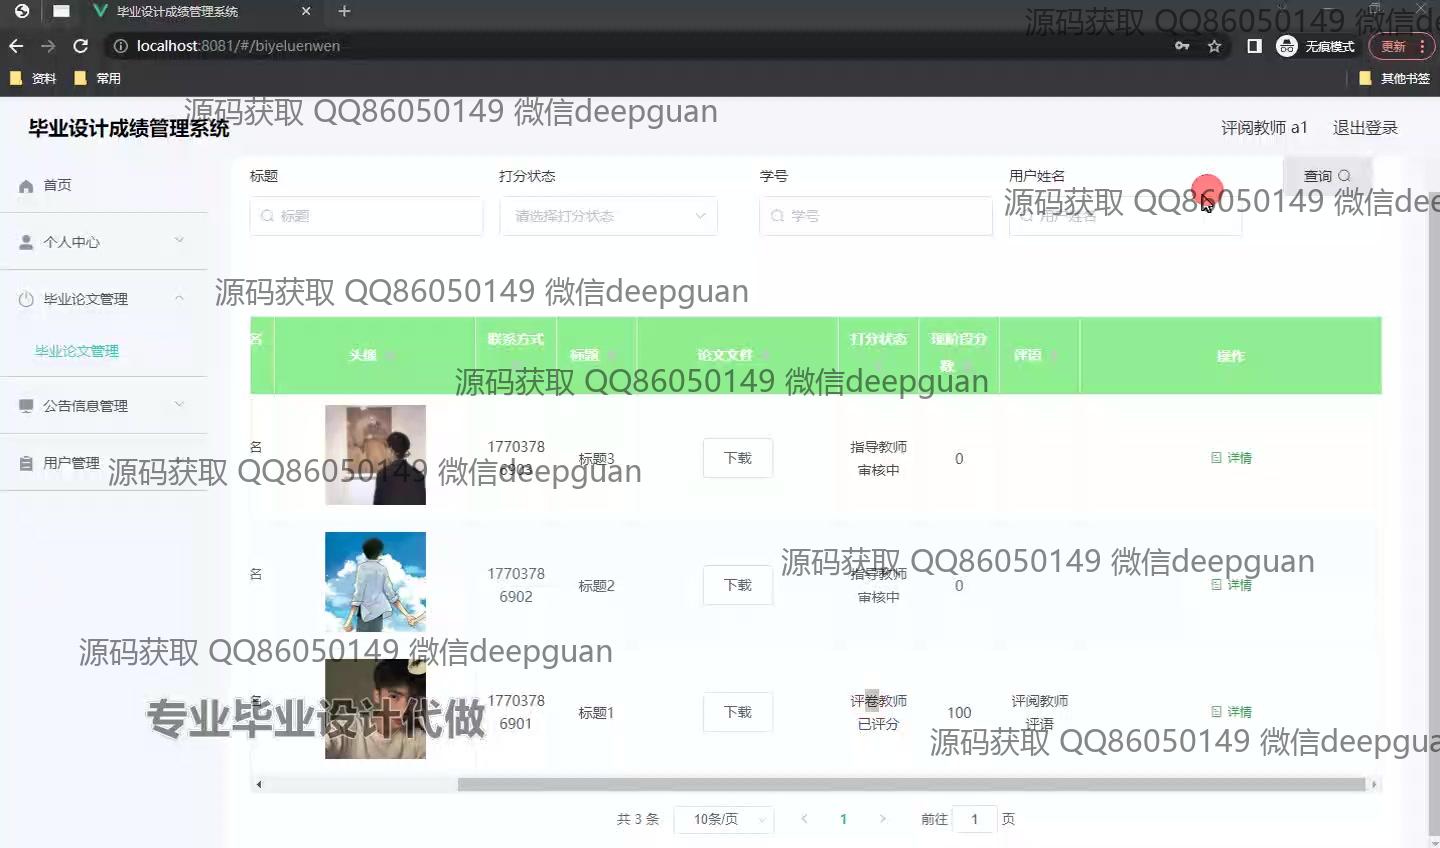 毕业设计成绩管理系统
源码获取 QQ86050149 微信de
localhost:8081/#/biyeluenwen
无痕模式
更新
资料
常用
其他书签
源码获取 QQ86050149 微信deepguan
毕业设计成绩管理系统
评阅教师 a1
退出登录
首页
个人中心
毕业论文管理
毕业论文管理
公告信息管理
用户管理
标题
打分状态
学号
用户姓名
查询
标题
请选择打分状态
学号
用户姓名
源码获取 QQ86050149 微信dee
源码获取 QQ86050149 微信deepguan
名
头像
联系方式
标题
论文文件
打分状态
现阶段分数
评语
操作
源码获取 QQ86050149 微信deepguan
名
1770378
6903
标题3
下载
指导教师
审核中
0
详情
源码获取 QQ86050149 微信deepguan
名
1770378
6902
标题2
下载
指导教师
审核中
0
详情
源码获取 QQ86050149 微信deepguan
源码获取 QQ86050149 微信deepguan
名
1770378
6901
标题1
下载
评卷教师
已评分
100
评阅教师
评语
详情
专业毕业设计代做
源码获取 QQ86050149 微信deepgua
共 3 条
10条/页
1
前往
1
页